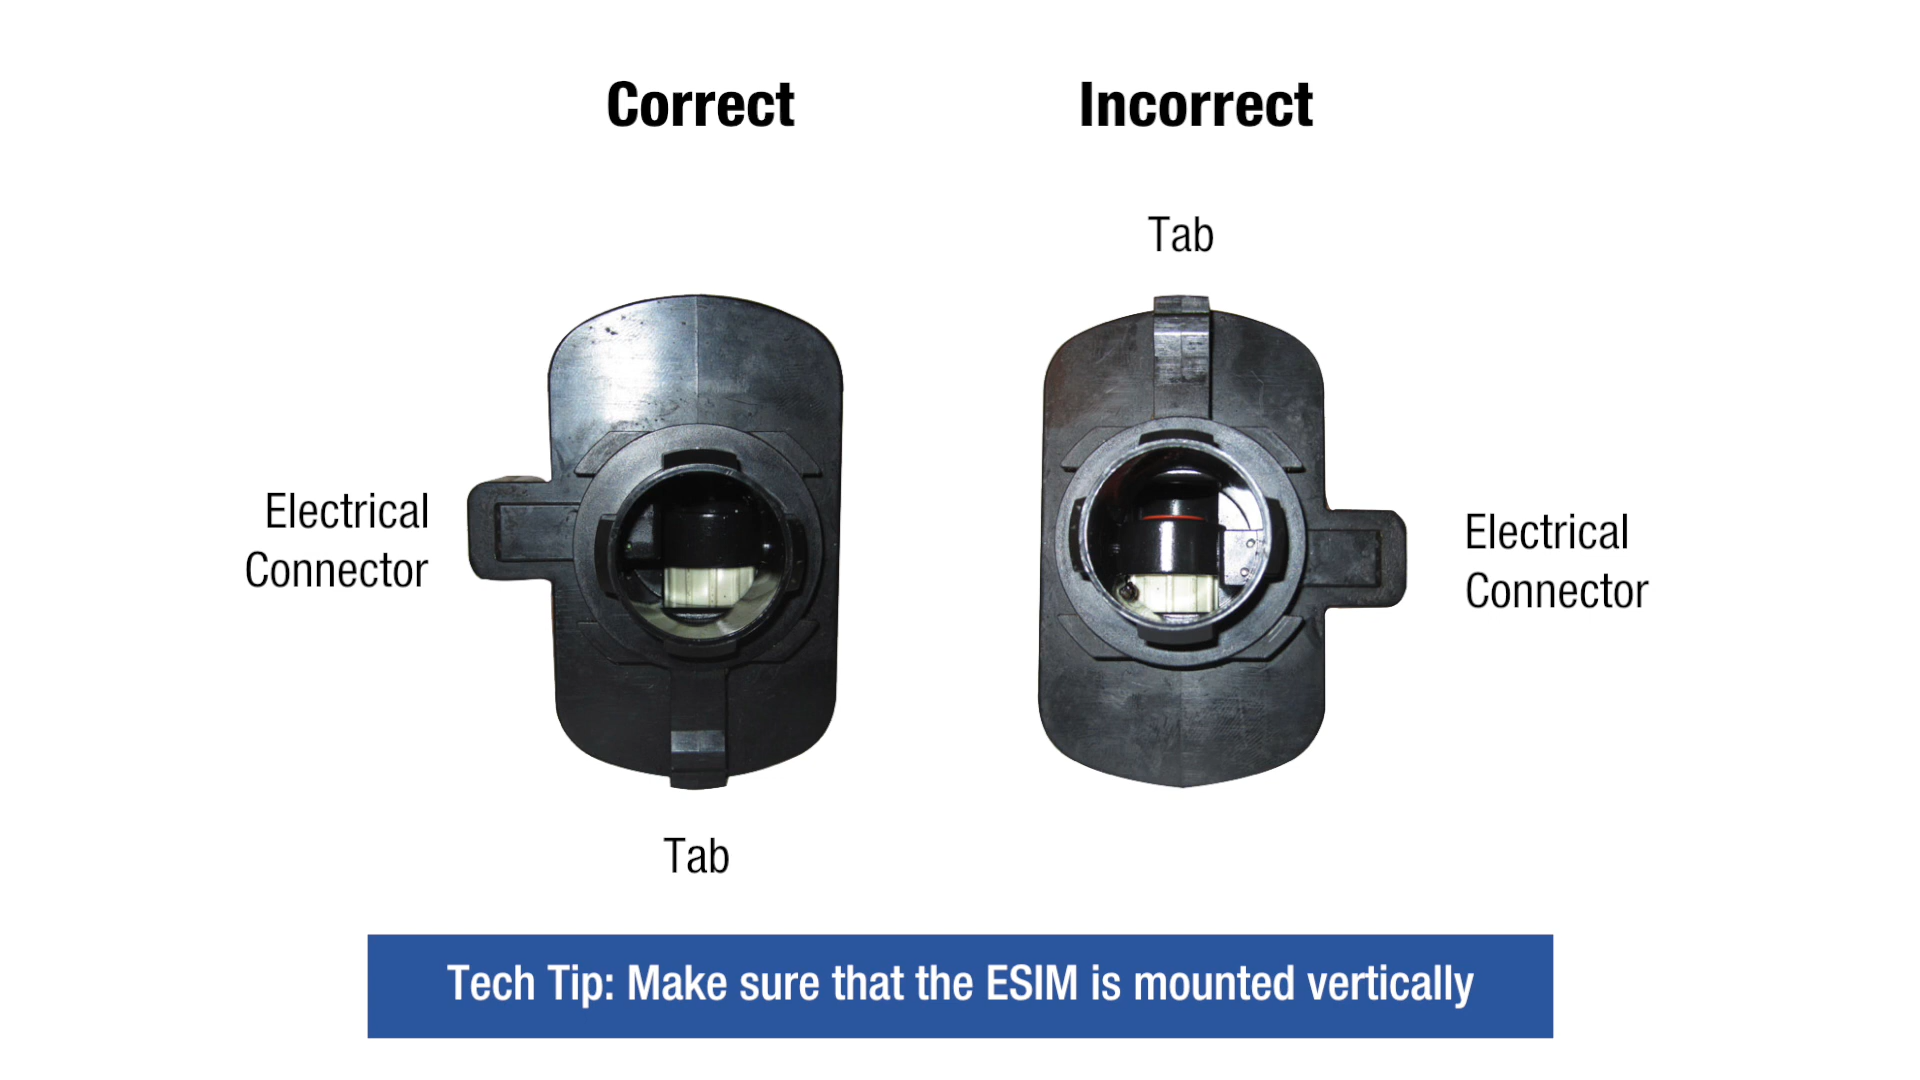 Correct
Incorrect
Tab
Electrical
Connector
Electrical
Connector
Tab
Tech Tip: Make sure that the ESIM is mounted vertically